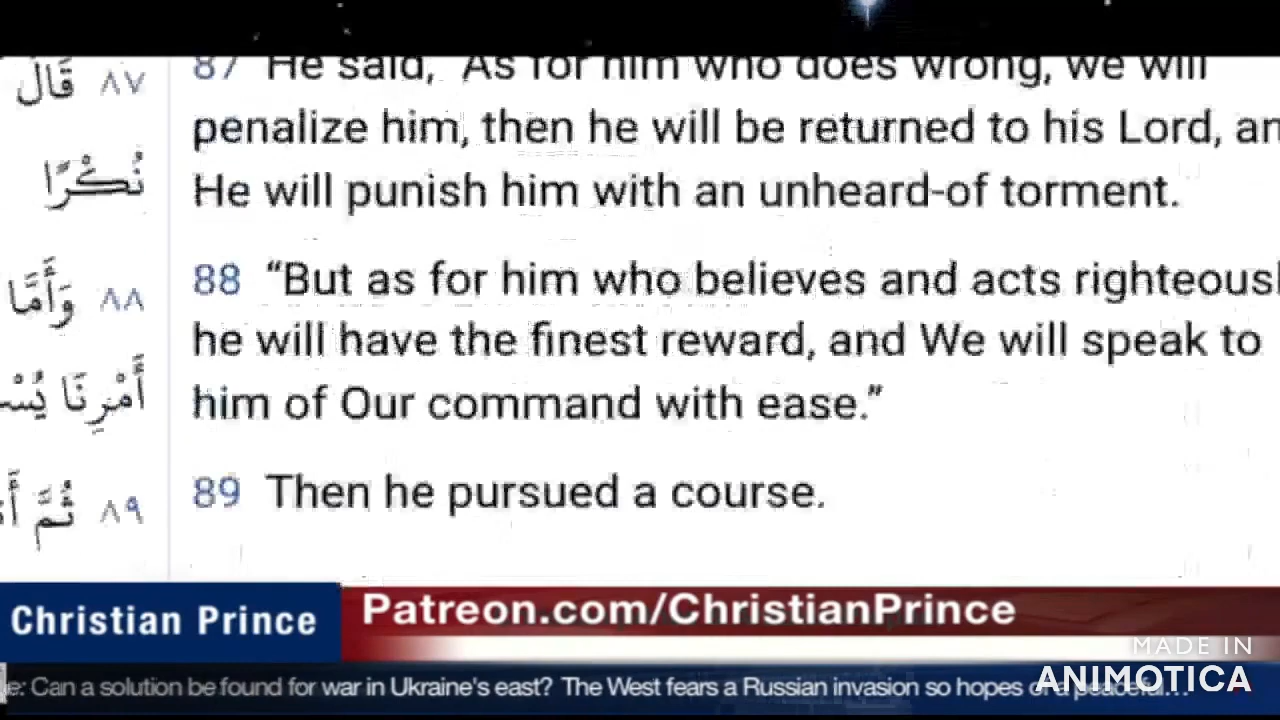 87 He said, "As for him who does wrong, we will
penalize him, then he will be returned to his Lord, an
He will punish him with an unheard-of torment.
88 “But as for him who believes and acts righteousl
he will have the finest reward, and We will speak to
him of Our command with ease.”
89 Then he pursued a course.
٨٧ قَالَ
نُّكْرًا
٨٨ وَأَمَّا
أَمْرِنَا يُسْ
٨٩ ثُمَّ أَ
Christian Prince
Patreon.com/ChristianPrince
MADE IN
ANIMOTICA
e: Can a solution be found for war in Ukraine's east? The West fears a Russian invasion so hopes of a peaceful...